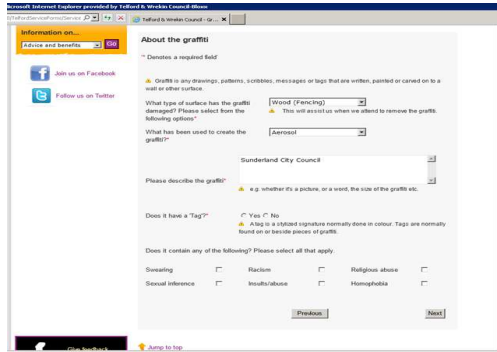 Microsoft Internet Explorer provided by Telford & Wrekin Council-Bloxx
Telford & Wrekin Council - Gr...
Information on...
Advice and benefits Go
Join us on Facebook
Follow us on Twitter
About the graffiti
* Denotes a required field
Graffiti is any drawings, patterns, scribbles, messages or tags that are written, painted or carved on to a
wall or other surface.
What type of surface has the graffiti
damaged? Please select from the
following options*
Wood (Fencing)
This will assist us when we attend to remove the graffiti.
What has been used to create the
graffiti?*
Aerosol
Sunderland City Council
Please describe the graffiti*
e.g. whether it's a picture, or a word, the size of the graffiti etc.
Does it have a 'Tag'?*
Yes No
A tag is a stylized signature normally done in colour. Tags are normally
found on or beside pieces of graffiti.
Does it contain any of the following? Please select all that apply.
Swearing Racism Religious abuse
Sexual inference Insults/abuse Homophobia
Previous Next
Give feedback
Jump to top